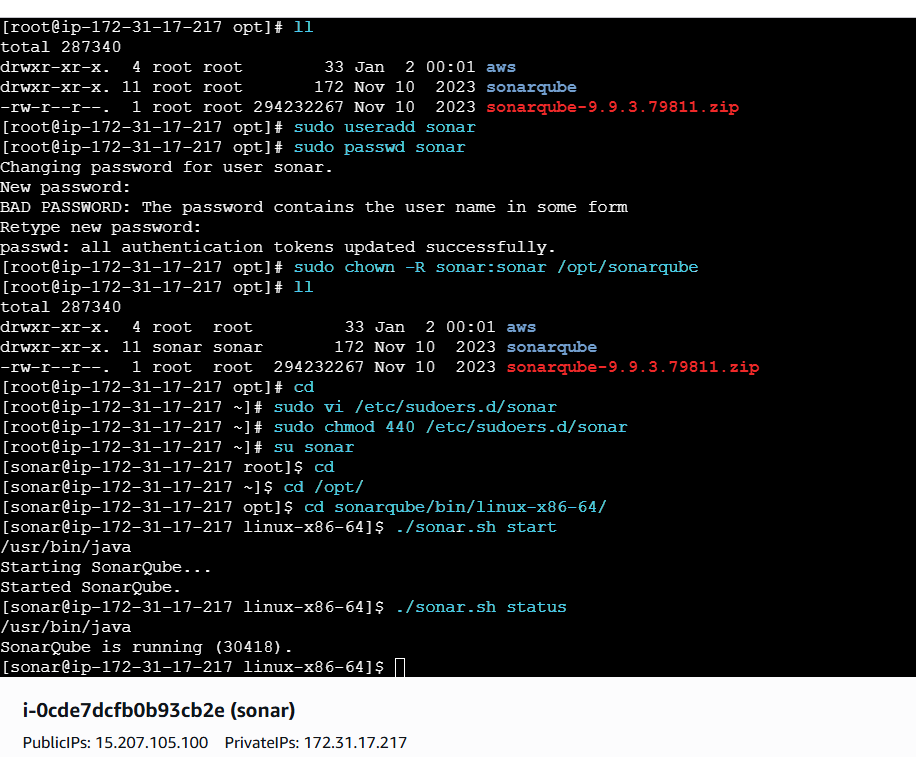 [root@ip-172-31-17-217 opt]# ll
total 287340
drwxr-xr-x.  4 root root        33 Jan  2 00:01 aws
drwxr-xr-x. 11 root root       172 Nov 10  2023 sonarqube
-rw-r--r--.  1 root root 294232267 Nov 10  2023 sonarqube-9.9.3.79811.zip
[root@ip-172-31-17-217 opt]# sudo useradd sonar
[root@ip-172-31-17-217 opt]# sudo passwd sonar
Changing password for user sonar.
New password:
BAD PASSWORD: The password contains the user name in some form
Retype new password:
passwd: all authentication tokens updated successfully.
[root@ip-172-31-17-217 opt]# sudo chown -R sonar:sonar /opt/sonarqube
[root@ip-172-31-17-217 opt]# ll
total 287340
drwxr-xr-x.  4 root  root         33 Jan  2 00:01 aws
drwxr-xr-x. 11 sonar sonar       172 Nov 10  2023 sonarqube
-rw-r--r--.  1 root  root  294232267 Nov 10  2023 sonarqube-9.9.3.79811.zip
[root@ip-172-31-17-217 opt]# cd
[root@ip-172-31-17-217 ~]# sudo vi /etc/sudoers.d/sonar
[root@ip-172-31-17-217 ~]# sudo chmod 440 /etc/sudoers.d/sonar
[root@ip-172-31-17-217 ~]# su sonar
[sonar@ip-172-31-17-217 root]$ cd
[sonar@ip-172-31-17-217 ~]$ cd /opt/
[sonar@ip-172-31-17-217 opt]$ cd sonarqube/bin/linux-x86-64/
[sonar@ip-172-31-17-217 linux-x86-64]$ ./sonar.sh start
/usr/bin/java
Starting SonarQube...
Started SonarQube.
[sonar@ip-172-31-17-217 linux-x86-64]$ ./sonar.sh status
/usr/bin/java
SonarQube is running (30418).
[sonar@ip-172-31-17-217 linux-x86-64]$
i-0cde7dcfb0b93cb2e (sonar)
PublicIPs: 15.207.105.100 PrivateIPs: 172.31.17.217